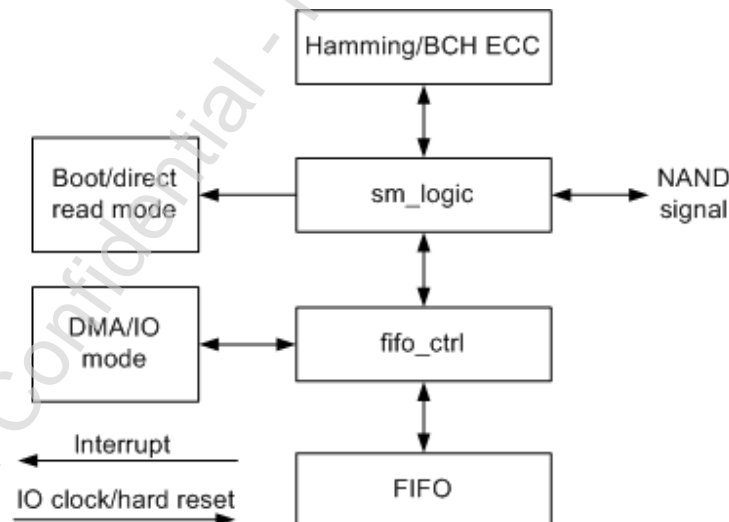 Hamming/BCH ECC
Boot/direct
read mode
sm_logic
NAND
signal
DMA/IO
mode
fifo_ctrl
Interrupt
IO clock/hard reset
FIFO
Confidential -